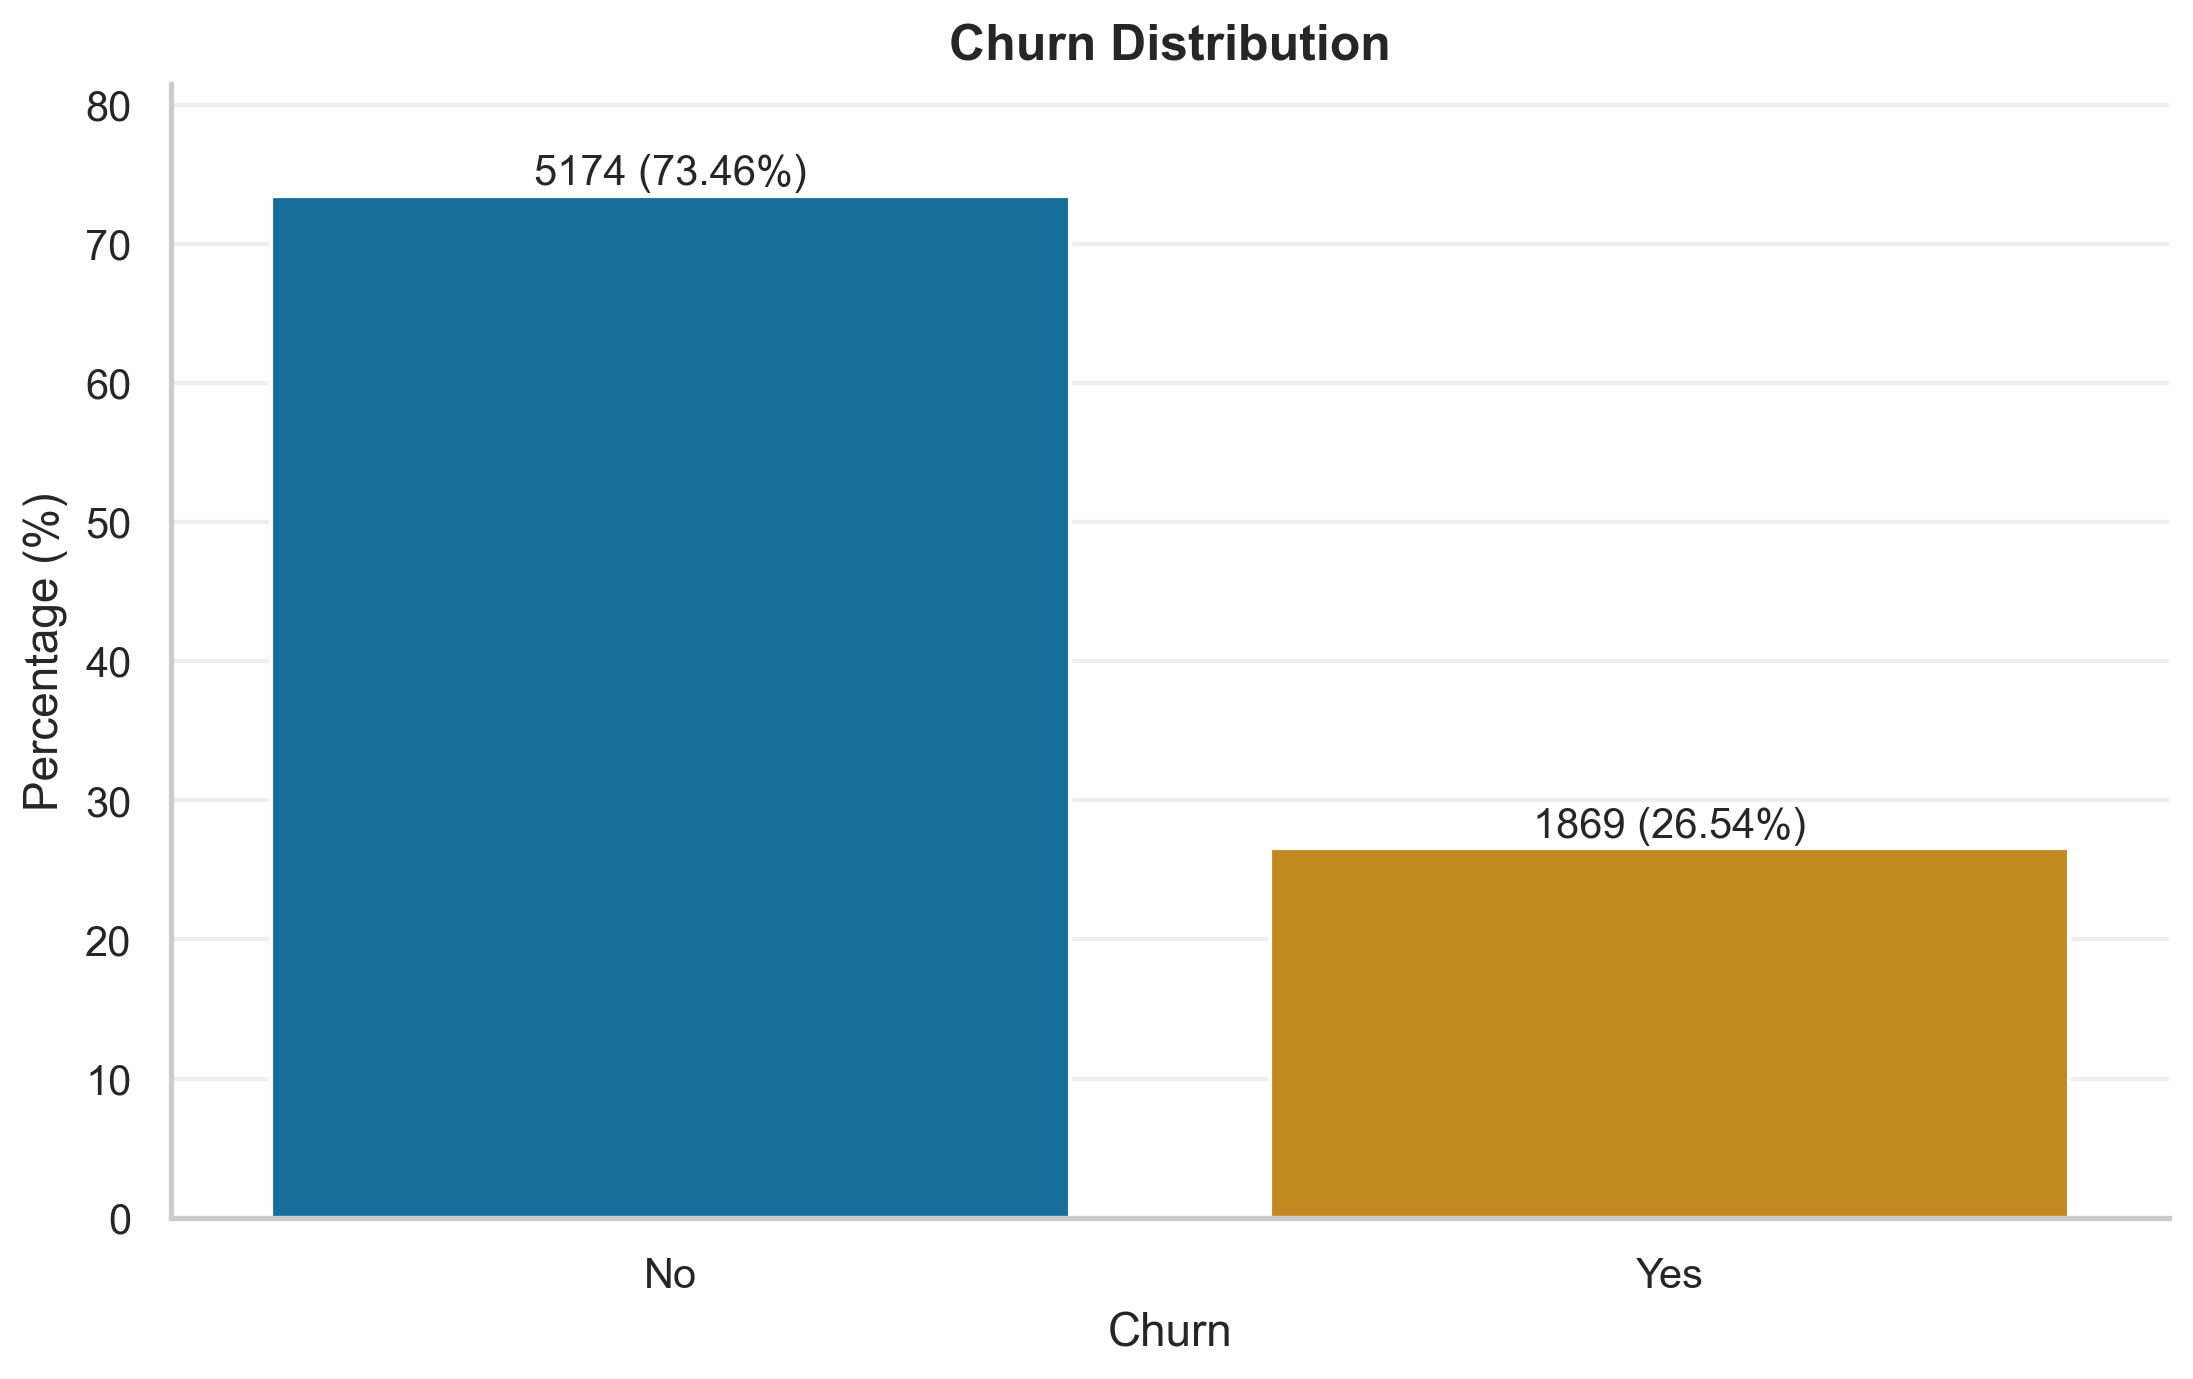 Churn Distribution
Percentage (%)
80
70
60
50
40
30
20
10
0
5174 (73.46%)
1869 (26.54%)
No
Yes
Churn